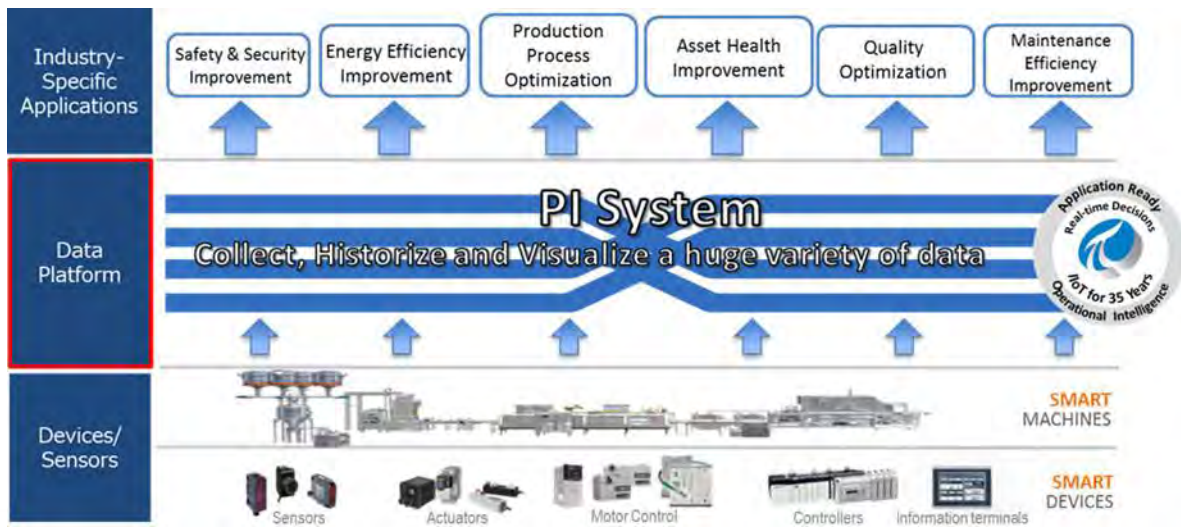 Industry-
Specific
Applications
Safety & Security
Improvement
Energy Efficiency
Improvement
Production
Process
Optimization
Asset Health
Improvement
Quality
Optimization
Maintenance
Efficiency
Improvement
Data
Platform
PI System
Collect, Historize and Visualize a huge variety of data
Application Ready
Real-time Decisions
IIoT for 35 Years
Operational Intelligence
Devices/
Sensors
SMART
MACHINES
SMART
DEVICES
Sensors
Actuators
Motor Control
Controllers
Information terminals